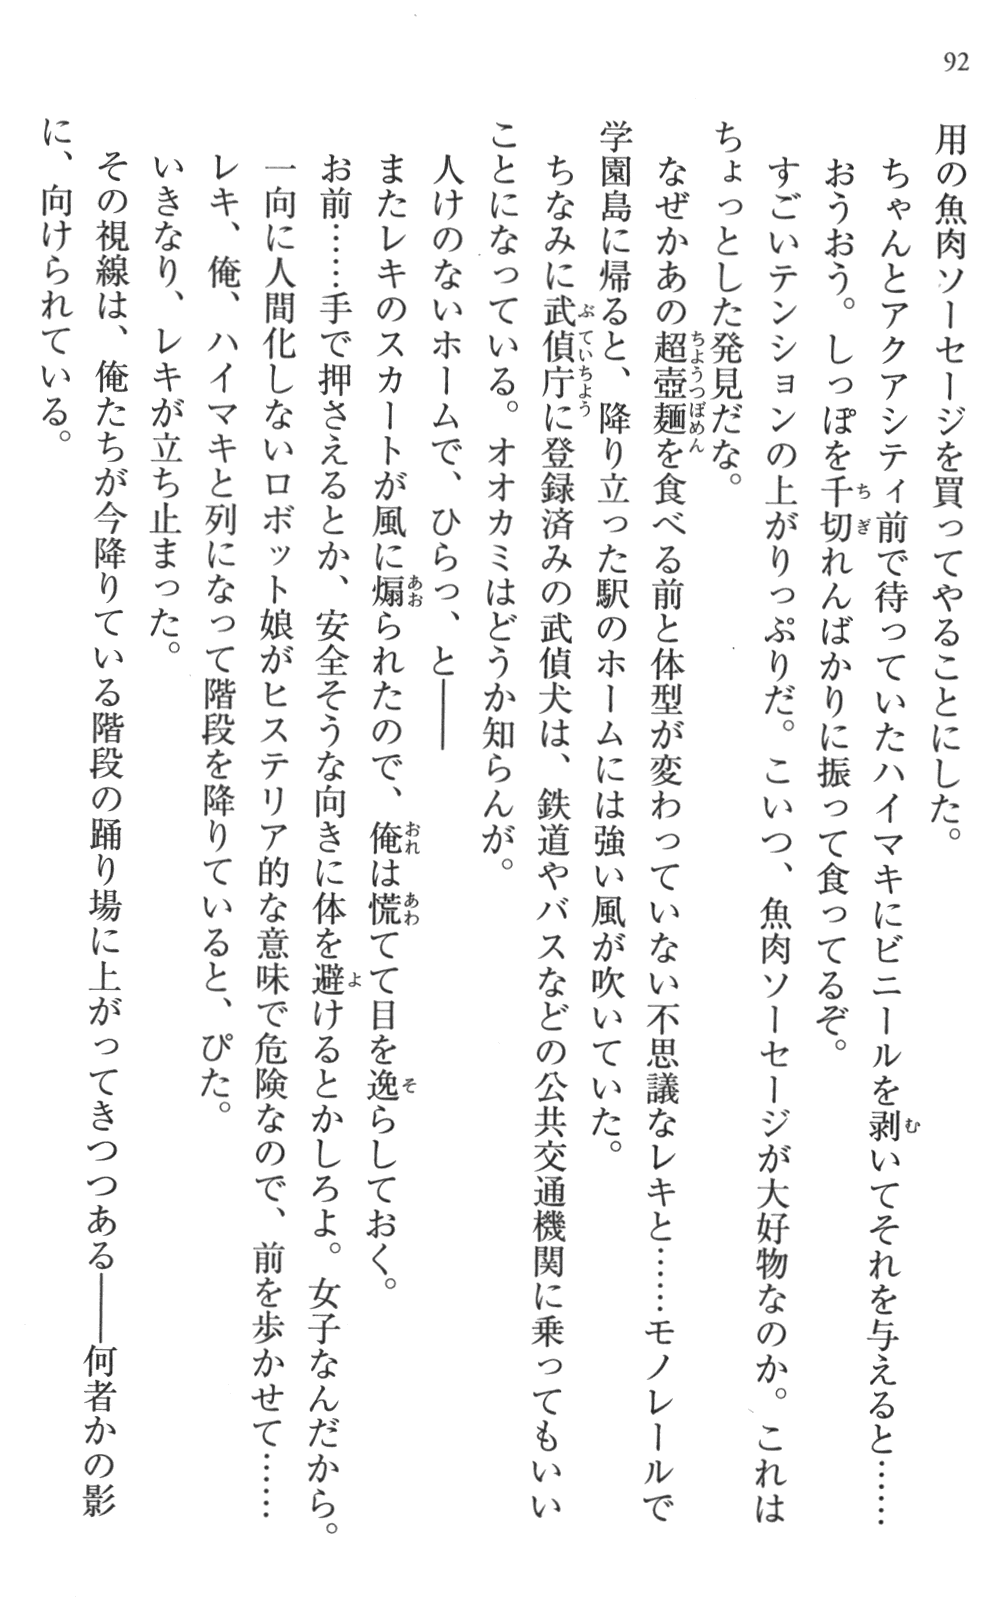 92
用の魚肉ソーセージを買ってやることにした。
ちゃんとアクアシティ前で待っていたハイマキにビニールを剥いてそれを与えると……
おうおう。しっぽを千切れんばかりに振って食ってるぞ。
すごいテンションの上がりっぷりだ。こいつ、魚肉ソーセージが大好物なのか。これは
ちょっとした発見だな。
なぜかあの超壺麺を食べる前と体型が変わっていない不思議なレキと……モノレールで
学園島に帰ると、降り立った駅のホームには強い風が吹いていた。
ちなみに武偵庁に登録済みの武偵犬は、鉄道やバスなどの公共交通機関に乗ってもいい
ことになっている。オオカミはどうか知らんが。
人けのないホームで、ひらっ、と――
またレキのスカートが風に煽られたので、俺は慌てて目を逸らしておく。
お前……手で押さえるとか、安全そうな向きに体を避けるとかしろよ。女子なんだから。
一向に人間化しないロボット娘がヒステリア的な意味で危険なので、前を歩かせて……
レキ、俺、ハイマキと列になって階段を降りていると、ぴた。
いきなり、レキが立ち止まった。
その視線は、俺たちが今降りている階段の踊り場に上がってきつつある――何者かの影
に、向けられている。